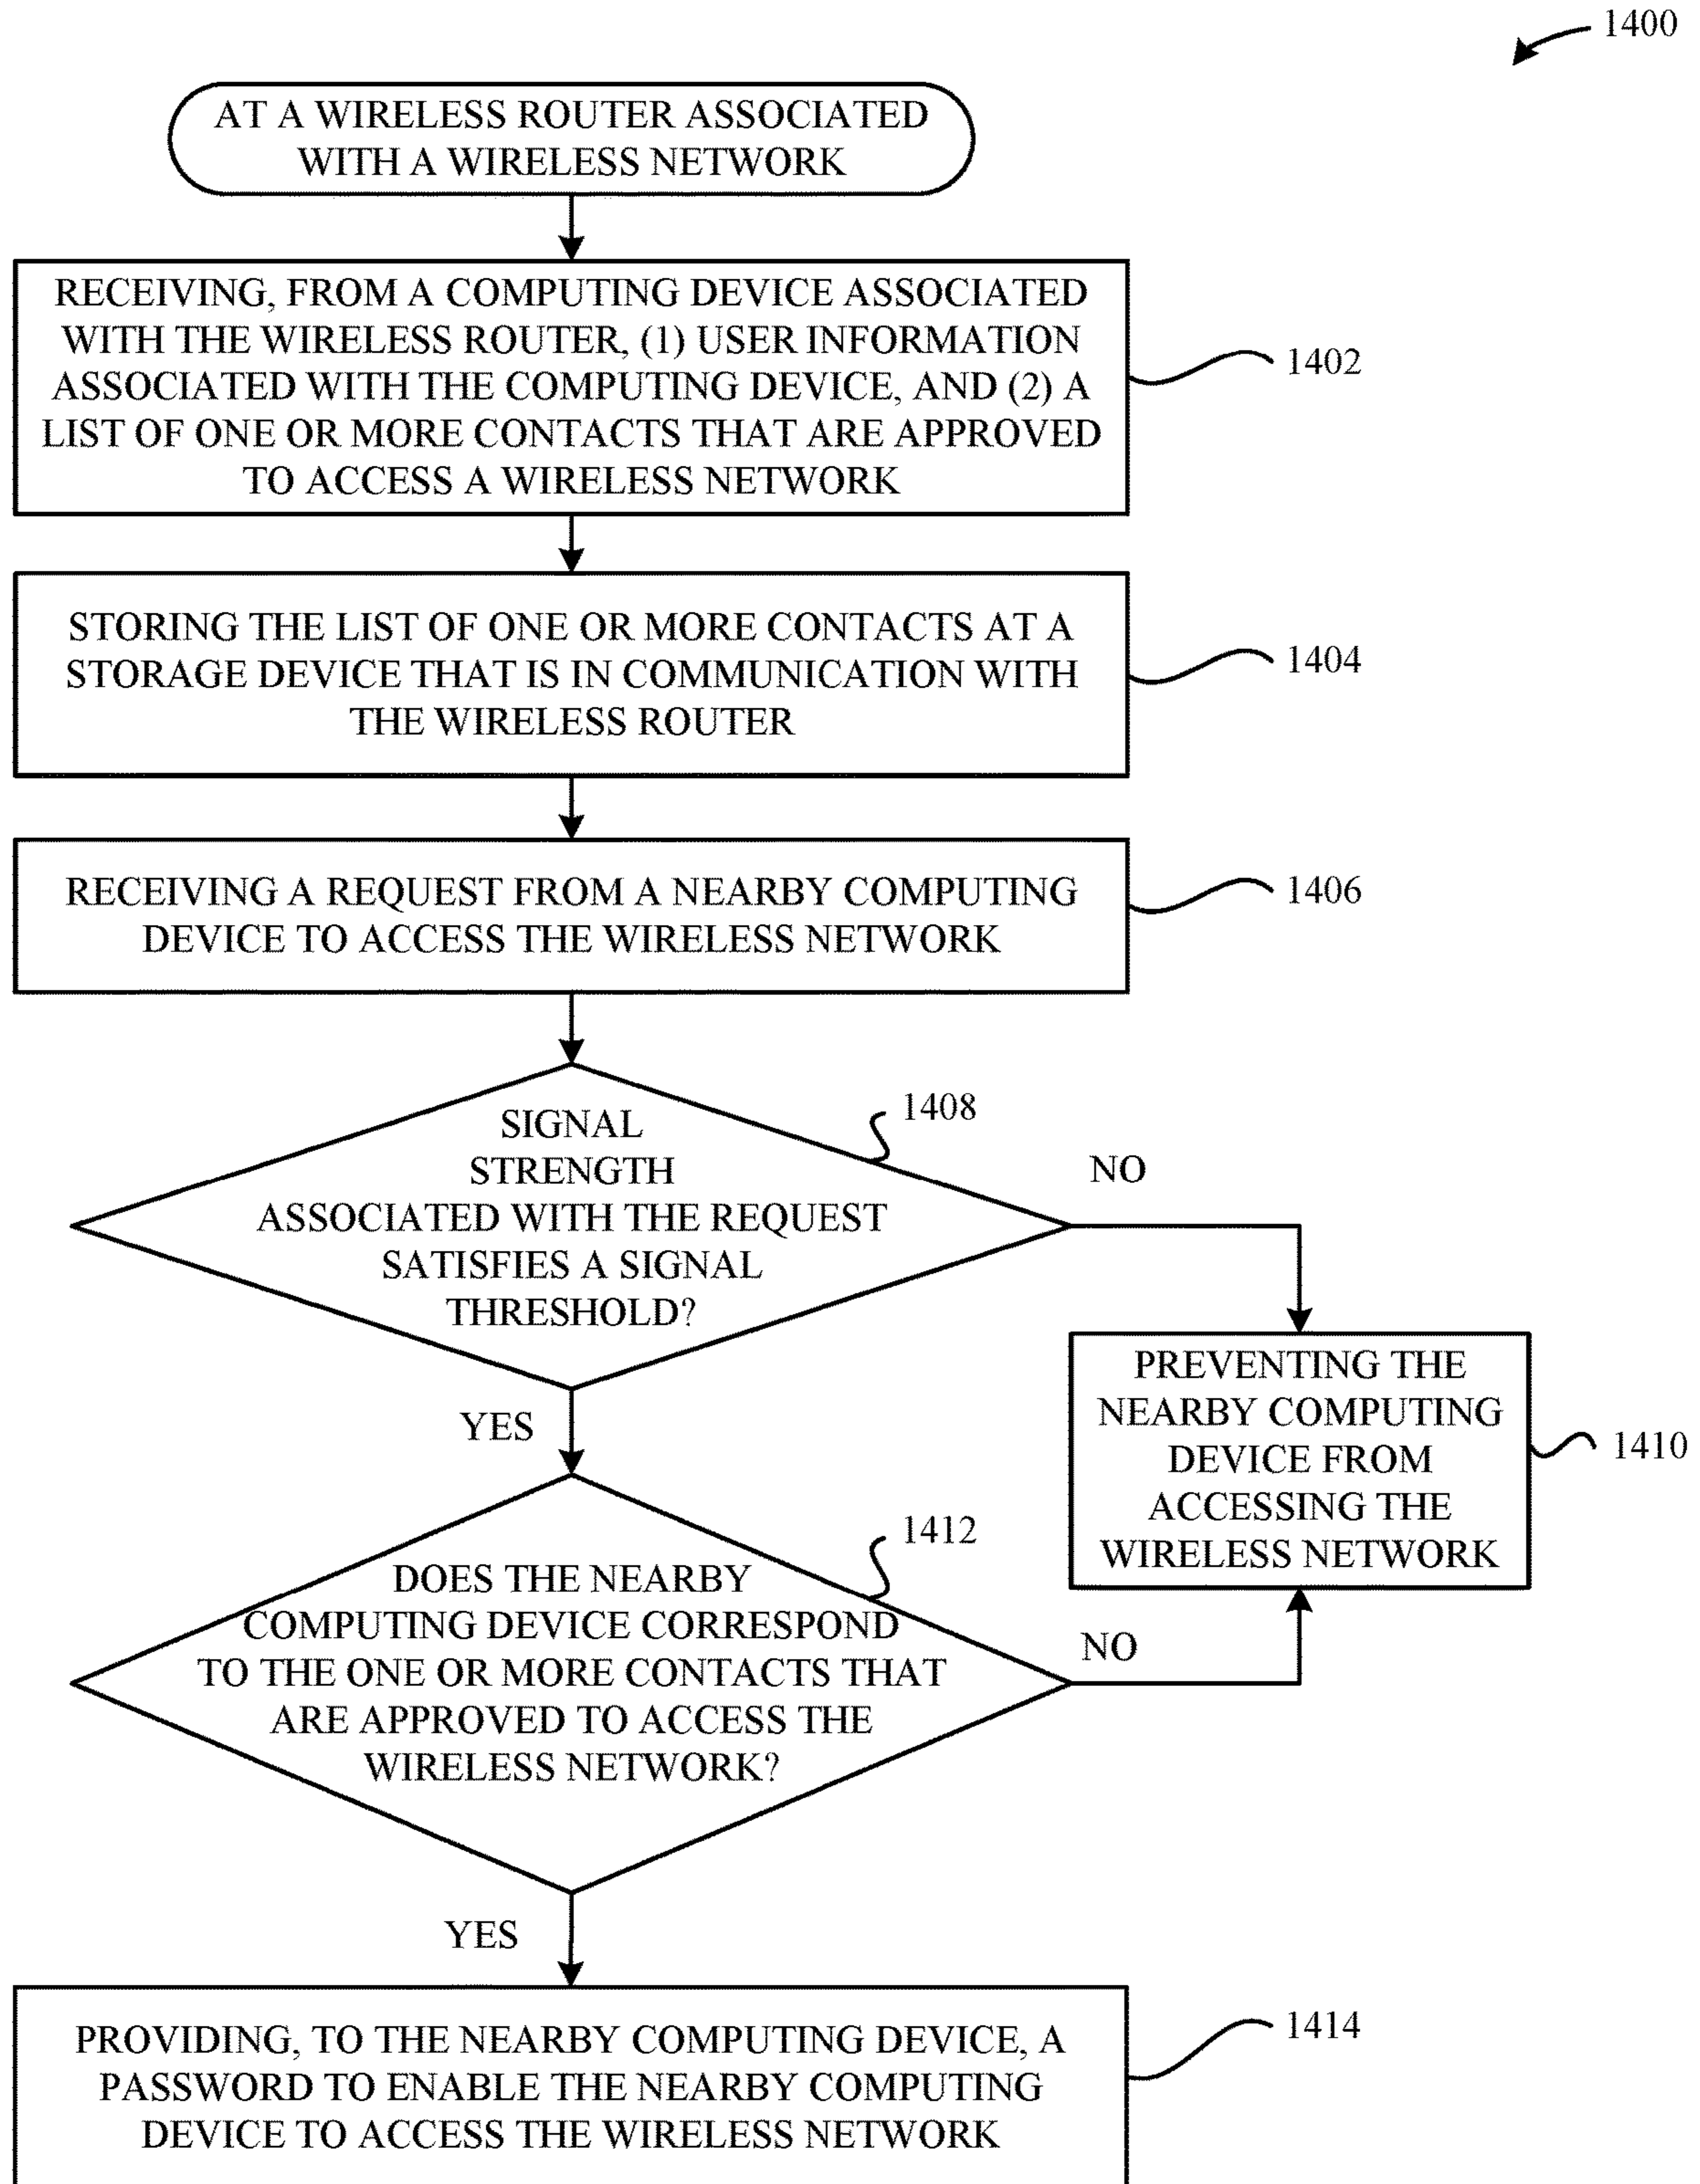 1400
AT A WIRELESS ROUTER ASSOCIATED
WITH A WIRELESS NETWORK
RECEIVING, FROM A COMPUTING DEVICE ASSOCIATED
WITH THE WIRELESS ROUTER, (1) USER INFORMATION
ASSOCIATED WITH THE COMPUTING DEVICE, AND (2) A
LIST OF ONE OR MORE CONTACTS THAT ARE APPROVED
TO ACCESS A WIRELESS NETWORK
1402
STORING THE LIST OF ONE OR MORE CONTACTS AT A
STORAGE DEVICE THAT IS IN COMMUNICATION WITH
THE WIRELESS ROUTER
1404
RECEIVING A REQUEST FROM A NEARBY COMPUTING
DEVICE TO ACCESS THE WIRELESS NETWORK
1406
SIGNAL
STRENGTH
ASSOCIATED WITH THE REQUEST
SATISFIES A SIGNAL
THRESHOLD?
1408
NO
YES
PREVENTING THE
NEARBY COMPUTING
DEVICE FROM
ACCESSING THE
WIRELESS NETWORK
1410
DOES THE NEARBY
COMPUTING DEVICE CORRESPOND
TO THE ONE OR MORE CONTACTS THAT
ARE APPROVED TO ACCESS THE
WIRELESS NETWORK?
1412
NO
YES
PROVIDING, TO THE NEARBY COMPUTING DEVICE, A
PASSWORD TO ENABLE THE NEARBY COMPUTING
DEVICE TO ACCESS THE WIRELESS NETWORK
1414